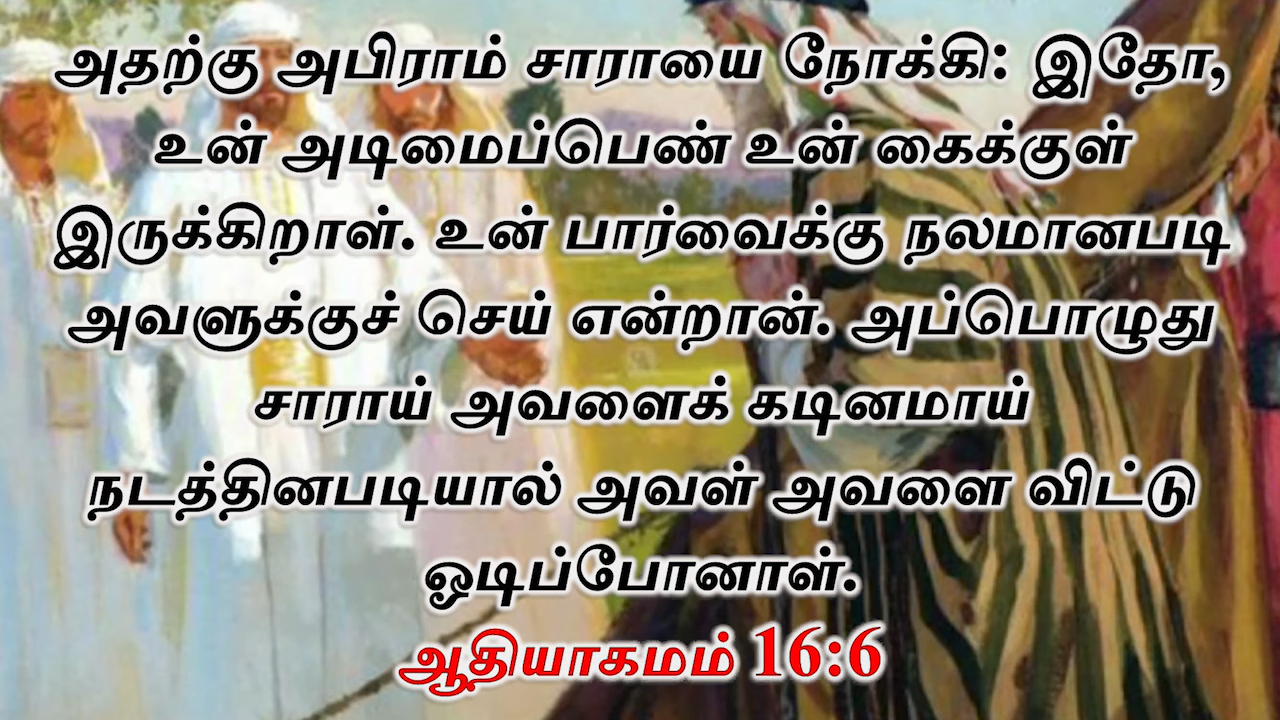 அதற்கு அபிராம் சாராயை நோக்கி: இதோ,
உன் அடிமைப்பெண் உன் கைக்குள்
இருக்கிறாள். உன் பார்வைக்கு நலமானபடி
அவளுக்குச் செய் என்றான். அப்பொழுது
சாராய் அவளைக் கடினமாய்
நடத்தினபடியால் அவள் அவளை விட்டு
ஓடிப்போனாள்.
ஆதியாகமம் 16:6